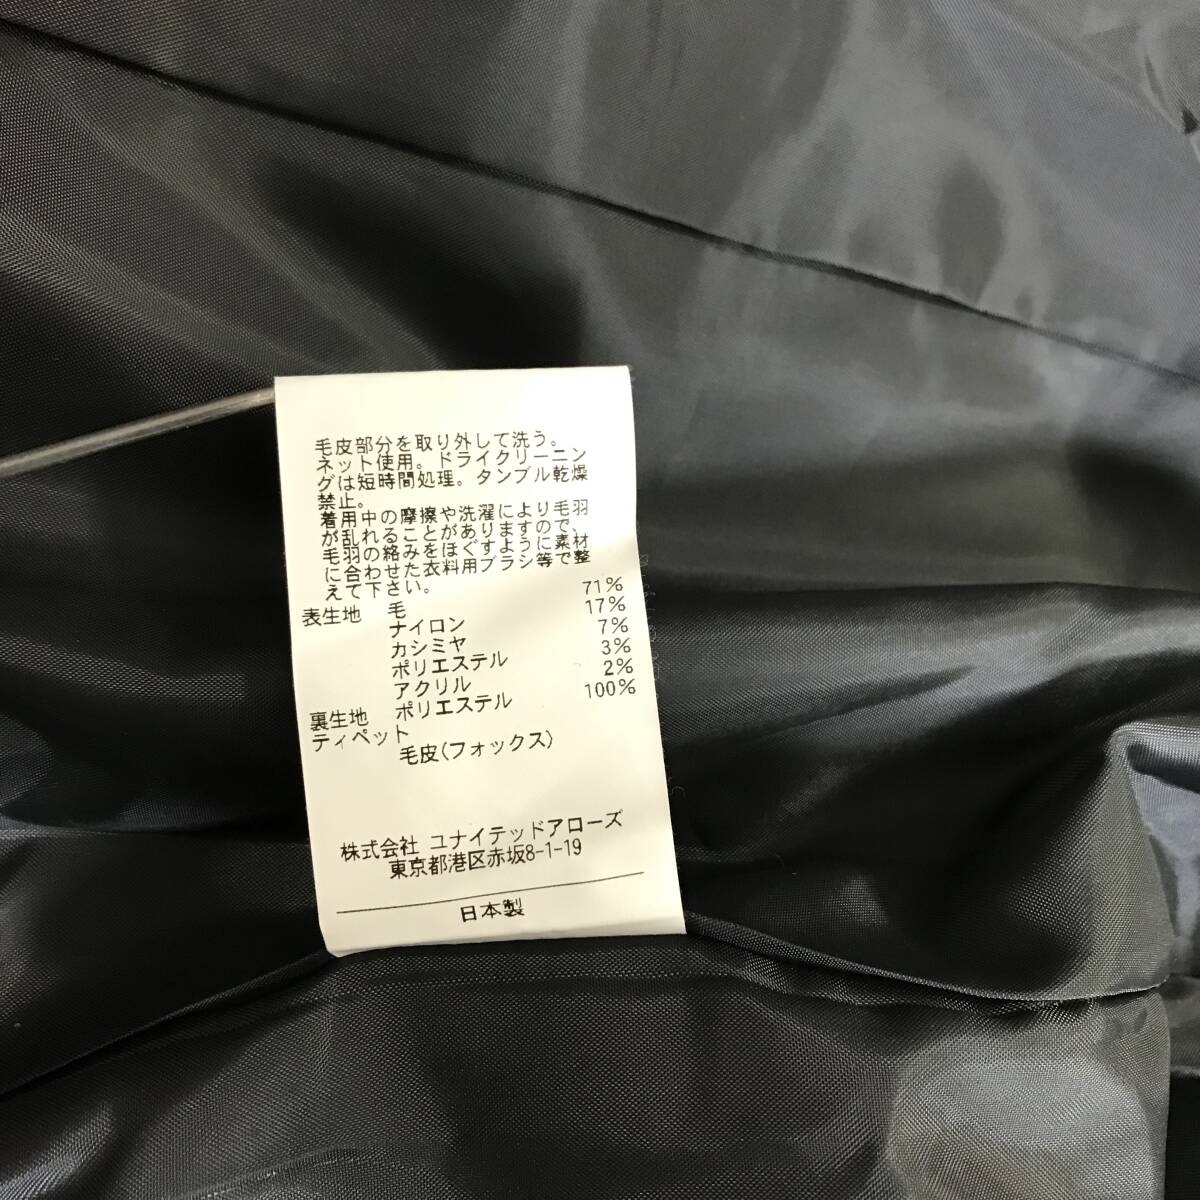 毛皮部分を取り外して洗う。
ネット使用。ドライクリーニン
グは短時間処理。タンブル乾燥
禁止。
着用中の摩擦や洗濯により毛羽
が乱れることがありますので、
毛羽の絡みをほぐすように素材
に合わせた衣料用ブラシ等で整
えて下さい。
表生地 毛 71%
ナイロン 17%
カシミヤ 7%
ポリエステル 3%
アクリル 2%
裏生地 ポリエステル 100%
ティペット
毛皮(フォックス)
株式会社 ユナイテッドアローズ
東京都港区赤坂8-1-19
日本製